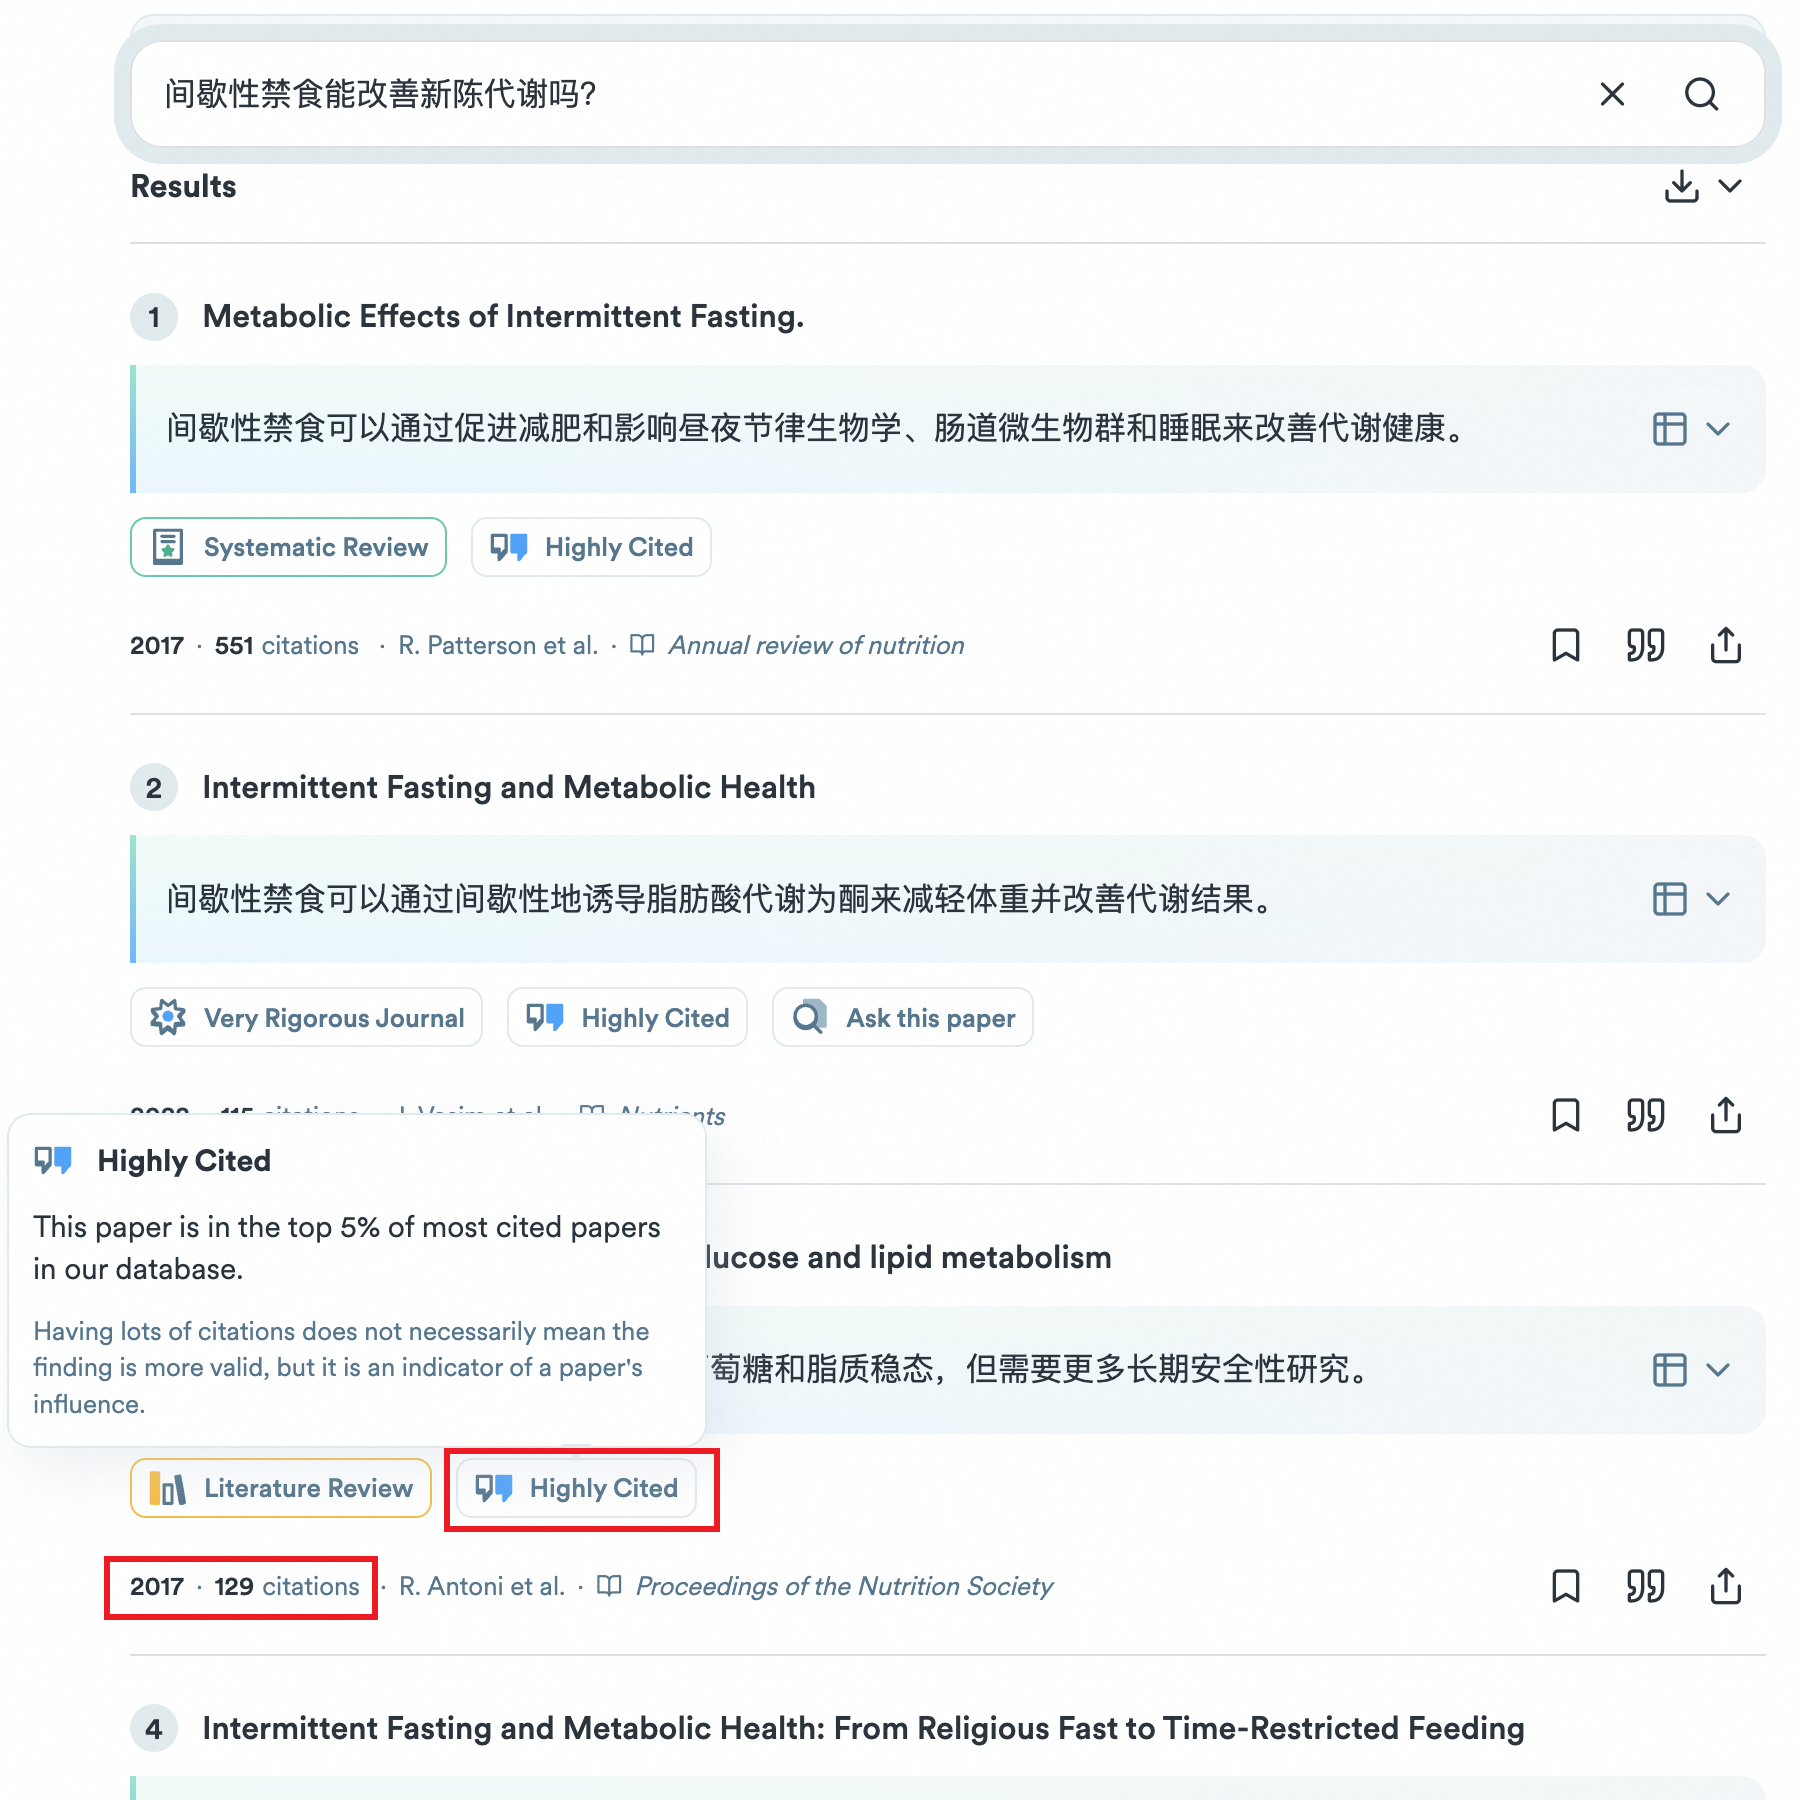 间歇性禁食能改善新陈代谢吗?
Results
1 Metabolic Effects of Intermittent Fasting.
间歇性禁食可以通过促进减肥和影响昼夜节律生物学、肠道微生物群和睡眠来改善代谢健康。
Systematic Review Highly Cited
2017 · 551 citations · R. Patterson et al. · Annual review of nutrition
2 Intermittent Fasting and Metabolic Health
间歇性禁食可以通过间歇性地诱导脂肪酸代谢为酮来减轻体重并改善代谢结果。
Very Rigorous Journal Highly Cited Ask this paper
2022 · 115 citations · Nutrients
Highly Cited
This paper is in the top 5% of most cited papers
in our database.
Having lots of citations does not necessarily mean the
finding is more valid, but it is an indicator of a paper's
influence.
lucose and lipid metabolism
萄糖和脂质稳态，但需要更多长期安全性研究。
Literature Review Highly Cited
2017 · 129 citations · R. Antoni et al. · Proceedings of the Nutrition Society
4 Intermittent Fasting and Metabolic Health: From Religious Fast to Time-Restricted Feeding